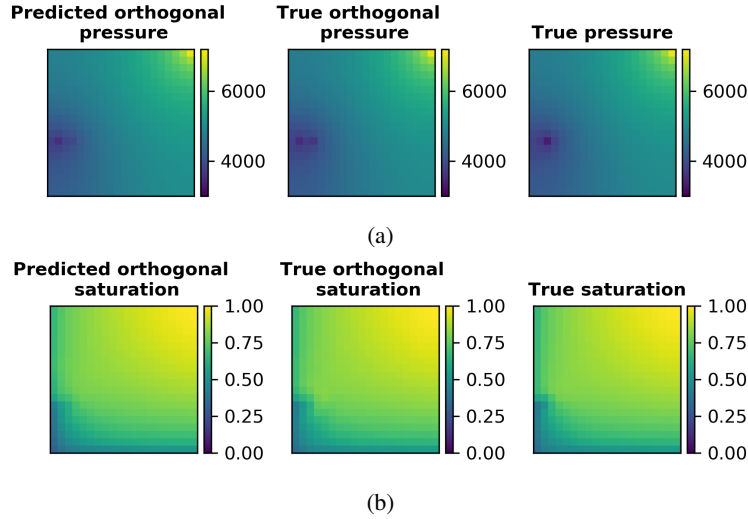 Predicted orthogonal
pressure
True orthogonal
pressure
True pressure
6000
4000
6000
4000
6000
4000
(a)
Predicted orthogonal
saturation
True orthogonal
saturation
True saturation
1.00
0.75
0.50
0.25
0.00
1.00
0.75
0.50
0.25
0.00
1.00
0.75
0.50
0.25
0.00
(b)